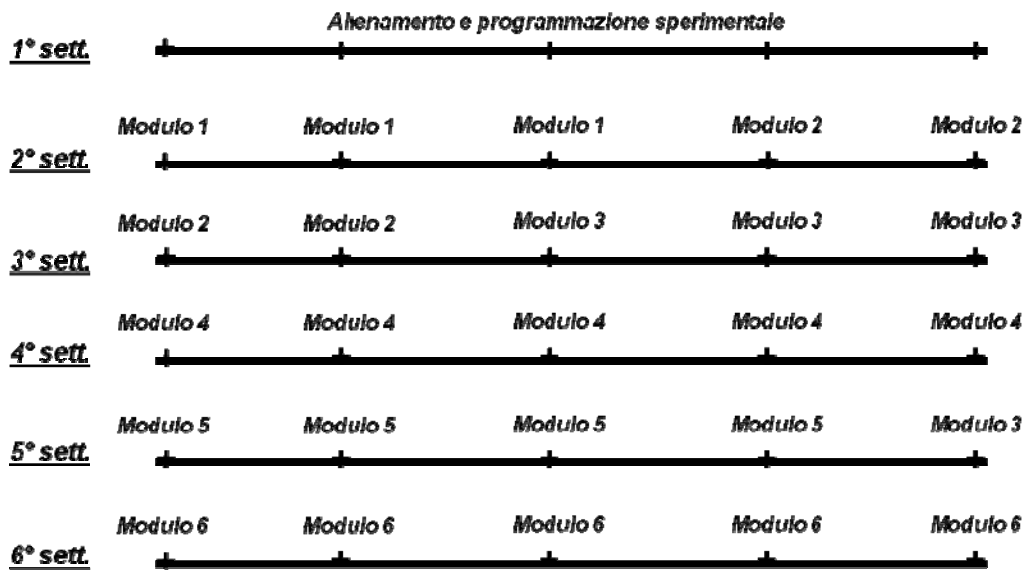 Allenamento e programmazione sperimentale
1° sett.
Modulo 1 Modulo 1 Modulo 1 Modulo 2 Modulo 2
2° sett.
Modulo 2 Modulo 2 Modulo 3 Modulo 3 Modulo 3
3° sett.
Modulo 4 Modulo 4 Modulo 4 Modulo 4 Modulo 4
4° sett.
Modulo 5 Modulo 5 Modulo 5 Modulo 5 Modulo 3
5° sett.
Modulo 6 Modulo 6 Modulo 6 Modulo 6 Modulo 6
6° sett.